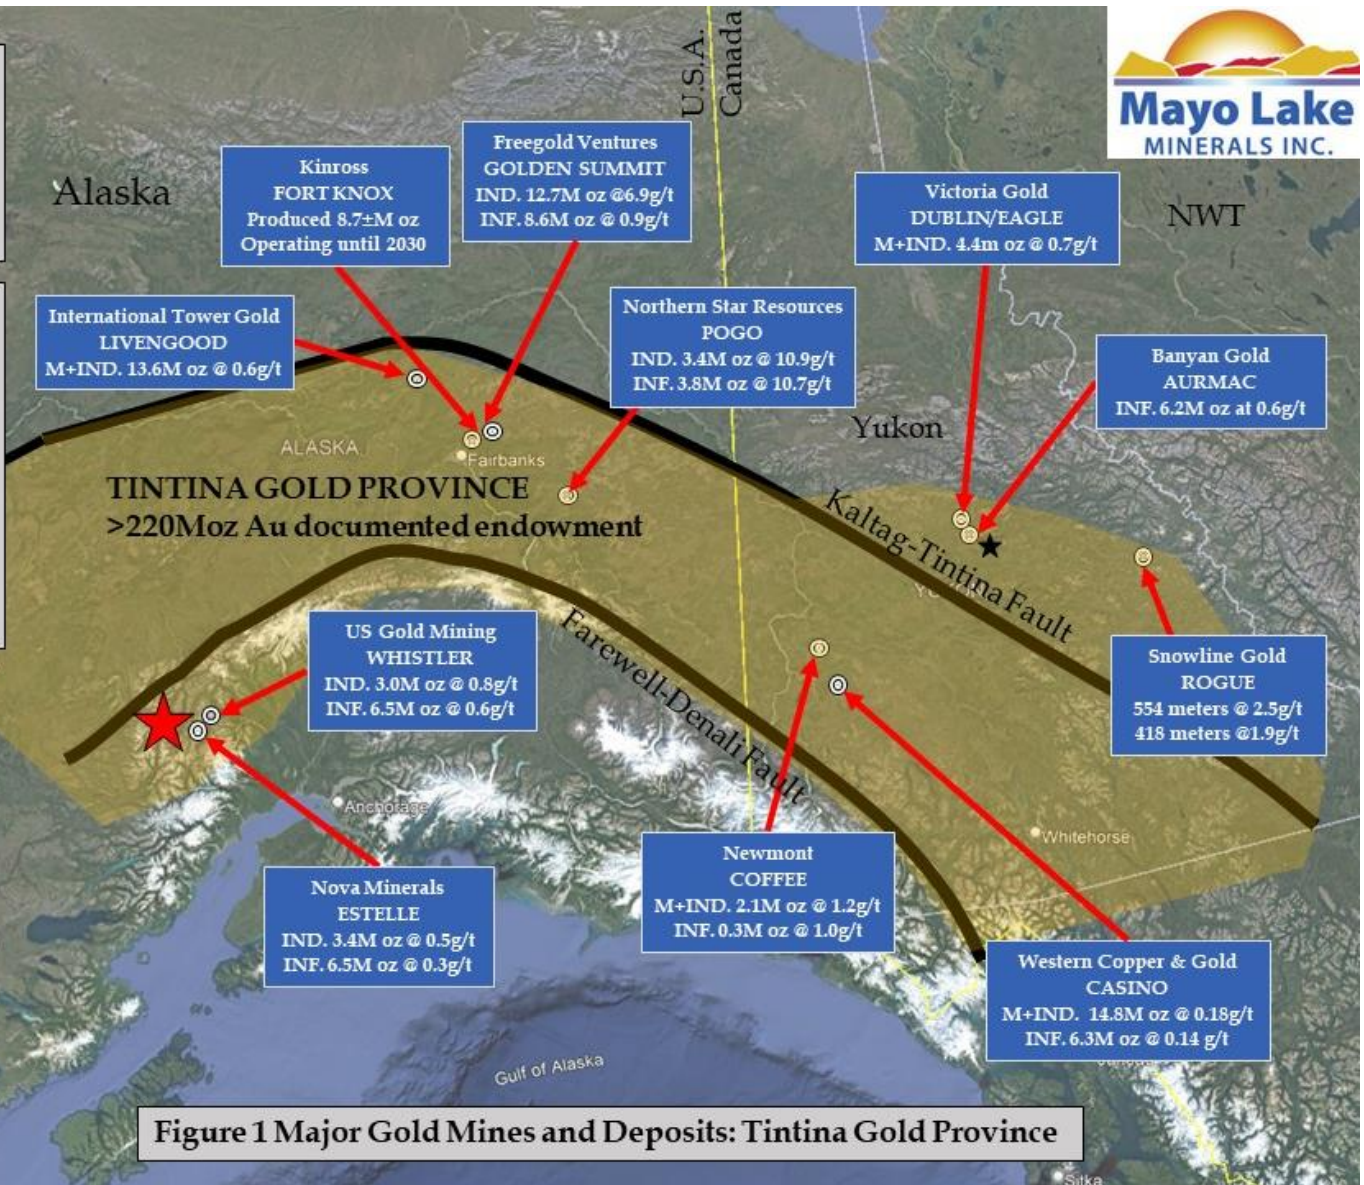 U.S.A.
Canada
Mayo Lake
MINERALS INC.
Alaska
Kinross
FORT KNOX
Produced 8.7±M oz
Operating until 2030
Freegold Ventures
GOLDEN SUMMIT
IND. 12.7M oz @6.9g/t
INF. 8.6M oz @ 0.9g/t
Victoria Gold
DUBLIN/EAGLE
M+IND. 4.4m oz @ 0.7g/t
NWT
International Tower Gold
LIVENGOOD
M+IND. 13.6M oz @ 0.6g/t
Northern Star Resources
POGO
IND. 3.4M oz @ 10.9g/t
INF. 3.8M oz @ 10.7g/t
Banyan Gold
AURMAC
INF. 6.2M oz at 0.6g/t
Yukon
ALASKA
Fairbanks
TINTINA GOLD PROVINCE
>220Moz Au documented endowment
Kaltag-Tintina Fault
Farewell-Denali Fault
US Gold Mining
WHISTLER
IND. 3.0M oz @ 0.8g/t
INF. 6.5M oz @ 0.6g/t
Snowline Gold
ROGUE
554 meters @ 2.5g/t
418 meters @1.9g/t
Anchorage
Whitehorse
Nova Minerals
ESTELLE
IND. 3.4M oz @ 0.5g/t
INF. 6.5M oz @ 0.3g/t
Newmont
COFFEE
M+IND. 2.1M oz @ 1.2g/t
INF. 0.3M oz @ 1.0g/t
Western Copper & Gold
CASINO
M+IND. 14.8M oz @ 0.18g/t
INF. 6.3M oz @ 0.14 g/t
Gulf of Alaska
Figure 1 Major Gold Mines and Deposits: Tintina Gold Province
Sitka